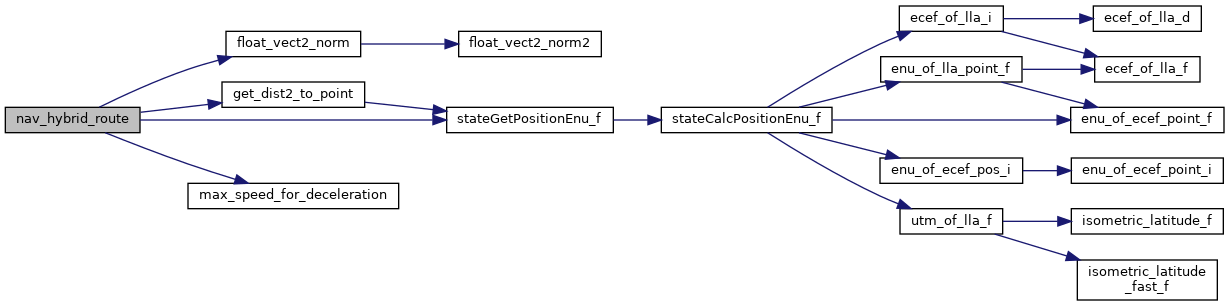 nav_hybrid_route
float_vect2_norm
float_vect2_norm2
get_dist2_to_point
stateGetPositionEnu_f
max_speed_for_deceleration
stateCalcPositionEnu_f
ecef_of_lla_i
ecef_of_lla_d
enu_of_lla_point_f
ecef_of_lla_f
enu_of_ecef_point_f
enu_of_ecef_pos_i
enu_of_ecef_point_i
utm_of_lla_f
isometric_latitude_f
isometric_latitude
_fast_f